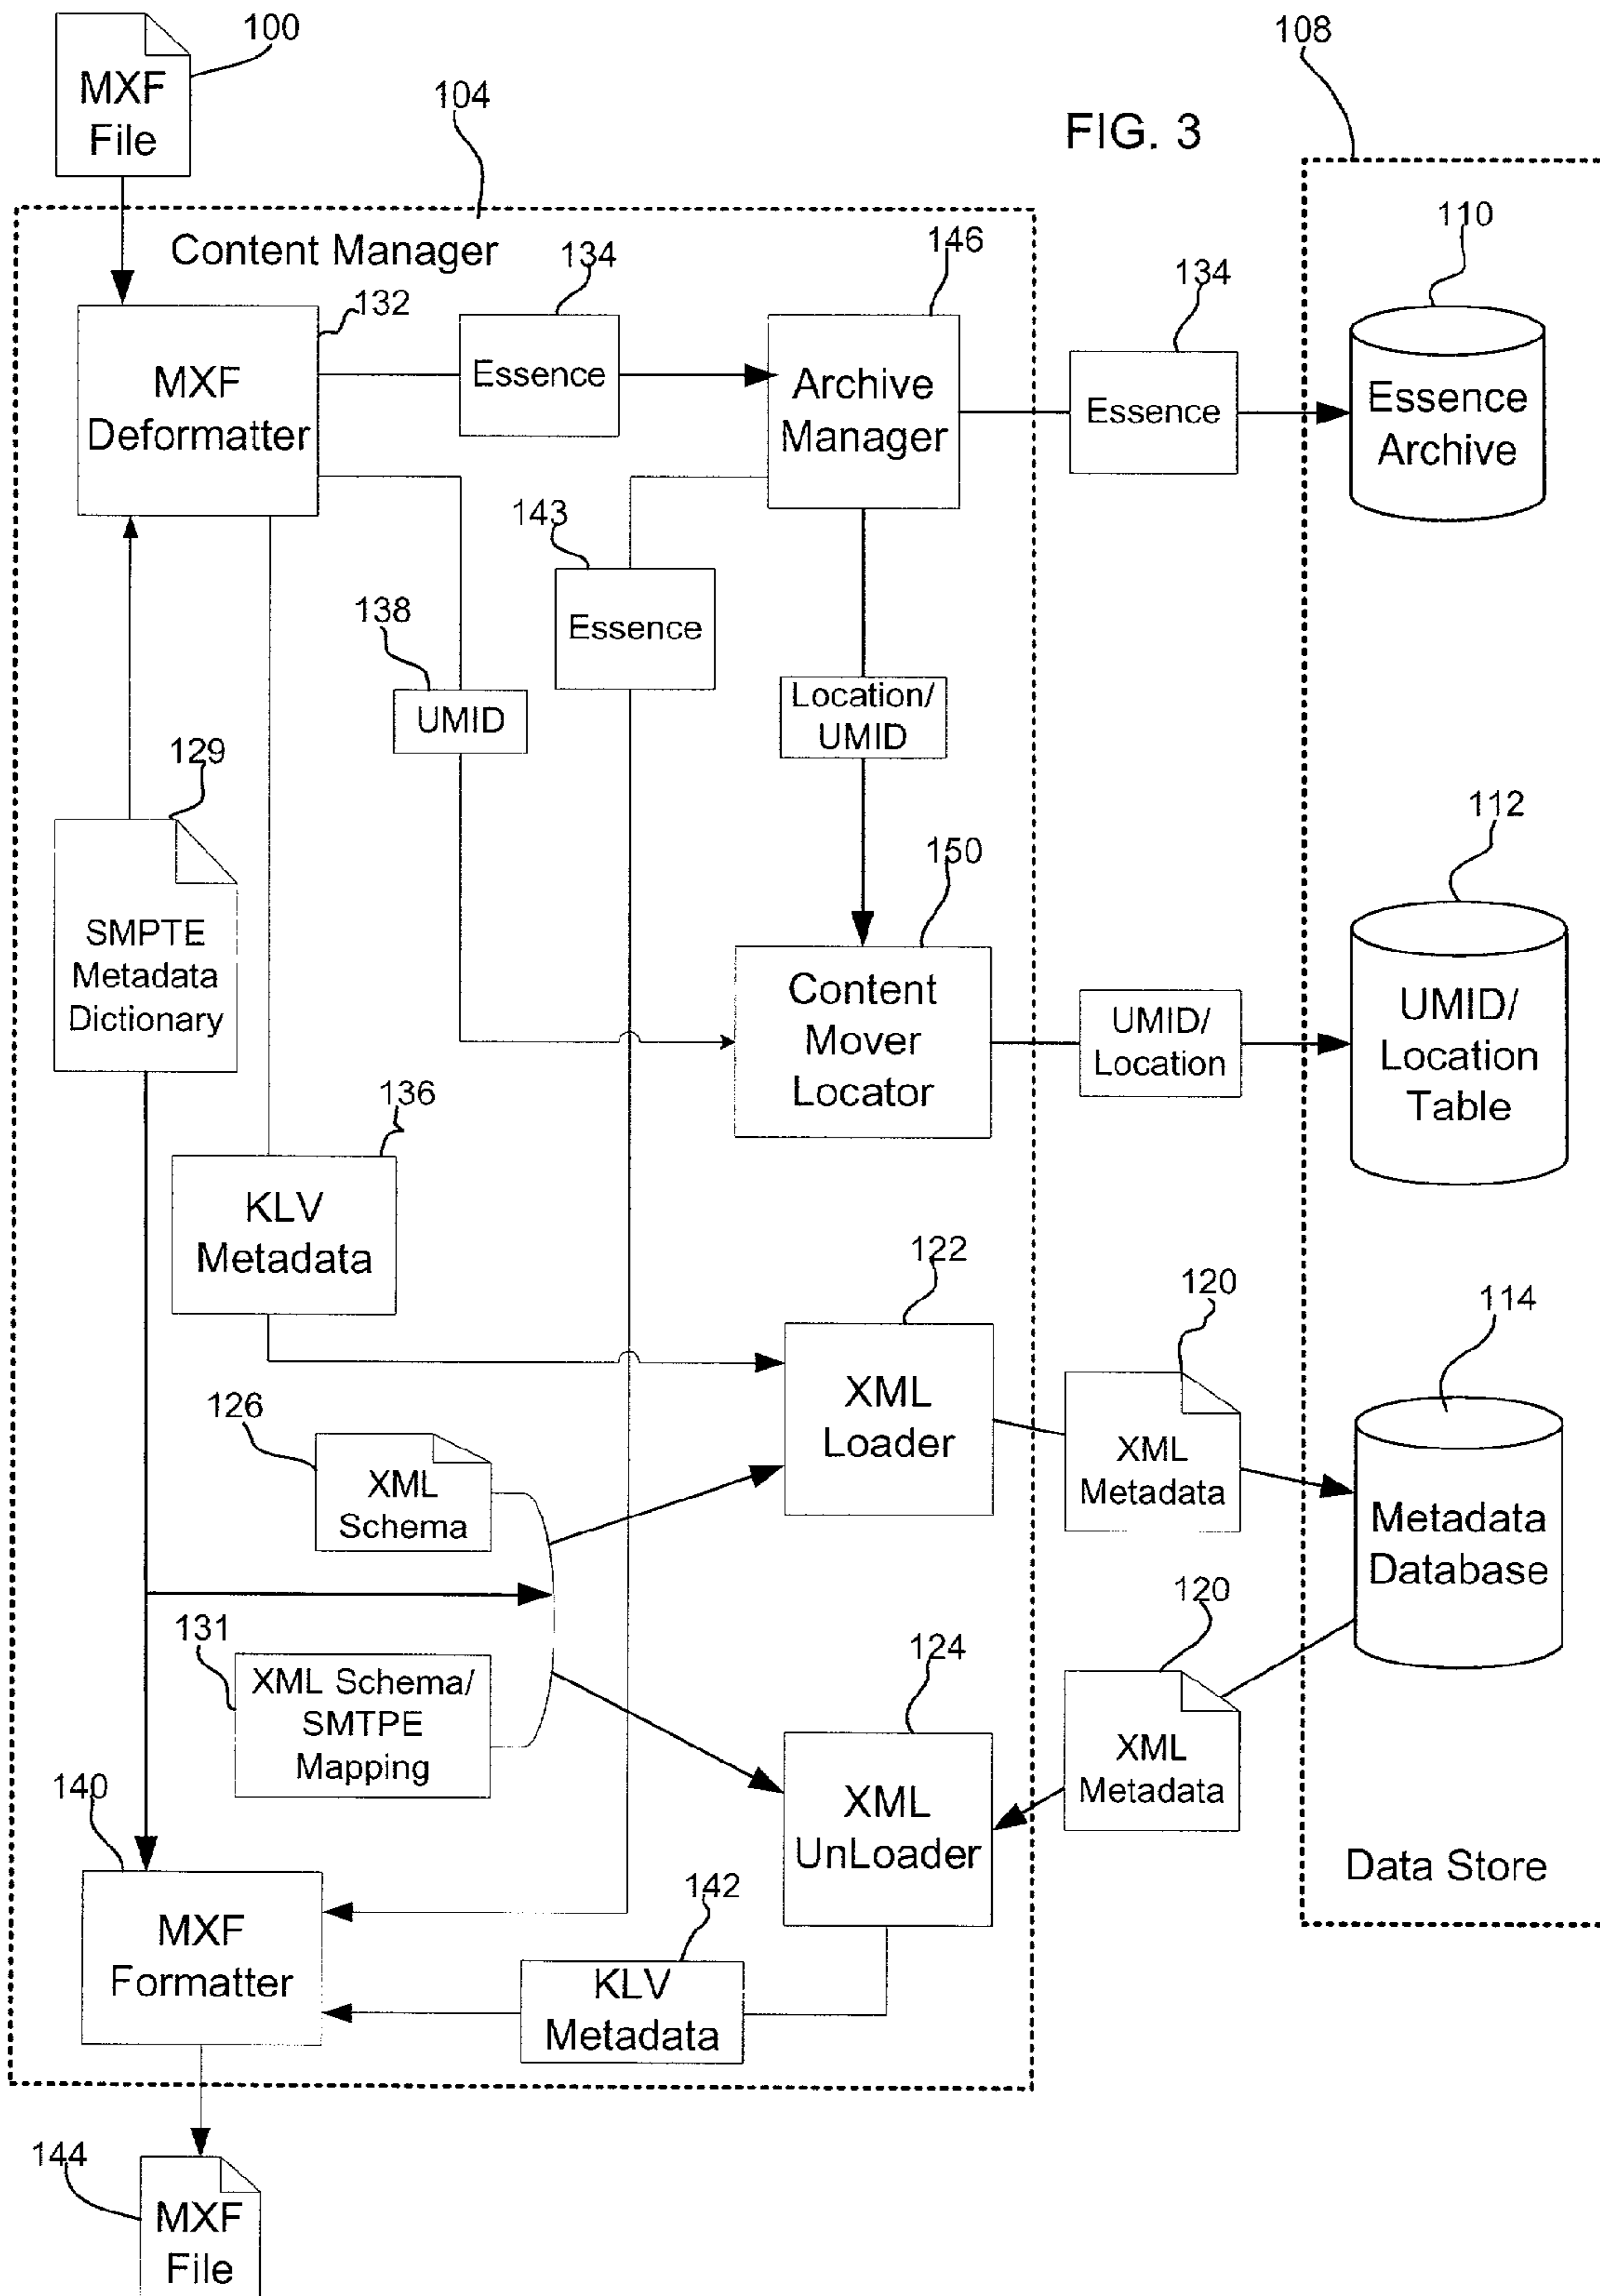 100
MXF
File
108
104
FIG. 3
Content Manager
134
146
134
110
132
MXF
Deformatter
Essence
Archive
Manager
Essence
Essence
Archive
143
Essence
138
UMID
Location/
UMID
129
SMPTE
Metadata
Dictionary
150
112
Content
Mover
Locator
UMID/
Location
UMID/
Location
Table
136
KLV
Metadata
122
120
114
126
XML
Schema
XML
Loader
XML
Metadata
Metadata
Database
131
XML Schema/
SMTPE
Mapping
120
124
XML
Metadata
140
XML
UnLoader
Data Store
142
MXF
Formatter
KLV
Metadata
144
MXF
File